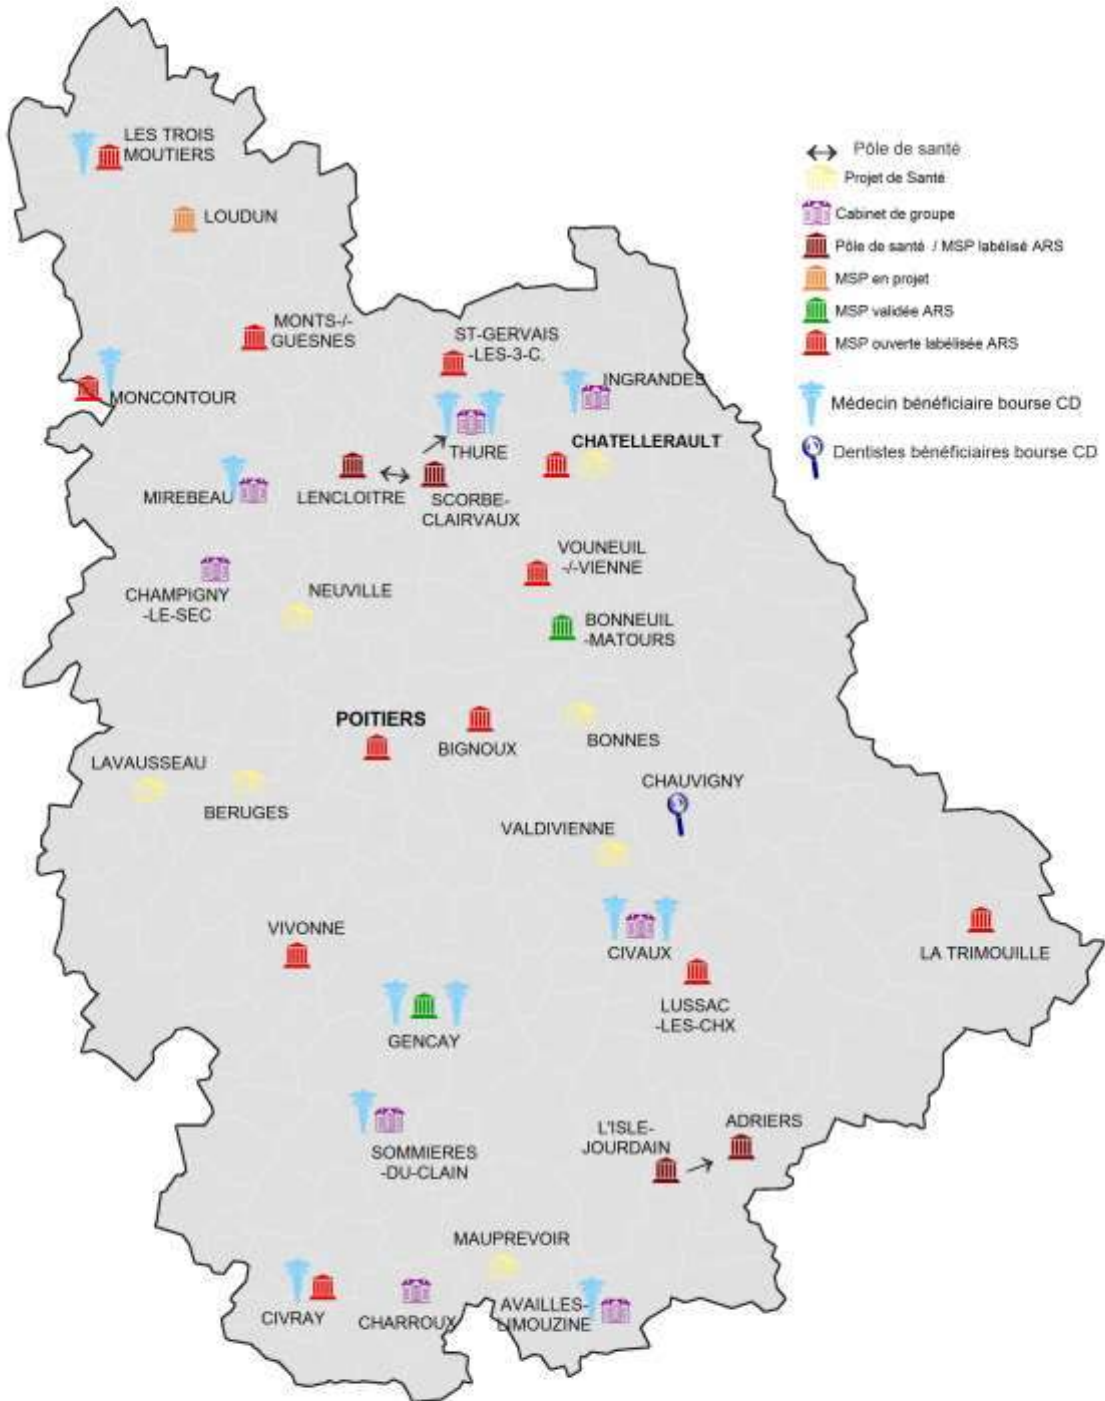 LES TROIS
MOUTIERS
LOUDUN
MONTS-/-
GUESNES
ST-GERVAIS
-LES-3-C.
INGRANDES
MONCONTOUR
THURE
CHATELLERAULT
MIREBEAU
LENCLOITRE
SCORBE-
CLAIRVAUX
VOUNEUIL
-/-VIENNE
CHAMPIGNY
-LE-SEC
NEUVILLE
BONNEUIL
-MATOURS
POITIERS
BIGNOUX
BONNES
LAVAUSSEAU
BERUGES
CHAUVIGNY
VALDIVIENNE
VIVONNE
CIVAUX
LA TRIMOUILLE
LUSSAC
-LES-CHX
GENCAY
SOMMIERES
-DU-CLAIN
L'ISLE-
JOURDAIN
ADRIERS
MAUPREVOIR
CIVRAY
CHARROUX
AVAILLES-
LIMOUZINE
Pôle de santé
Projet de Santé
Cabinet de groupe
Pôle de santé / MSP labélisé ARS
MSP en projet
MSP validée ARS
MSP ouverte labélisée ARS
Médecin bénéficiaire bourse CD
Dentistes bénéficiaires bourse CD